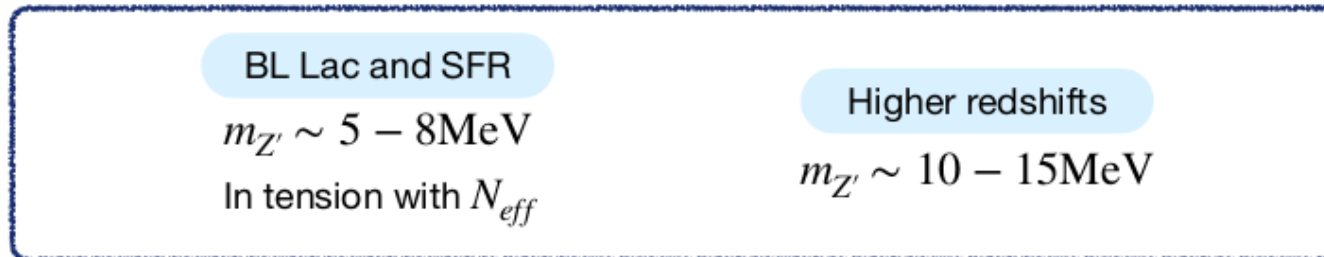 BL Lac and SFR
m_{Z'} ∼ 5 − 8MeV
In tension with N_{eff}
Higher redshifts
m_{Z'} ∼ 10 − 15MeV